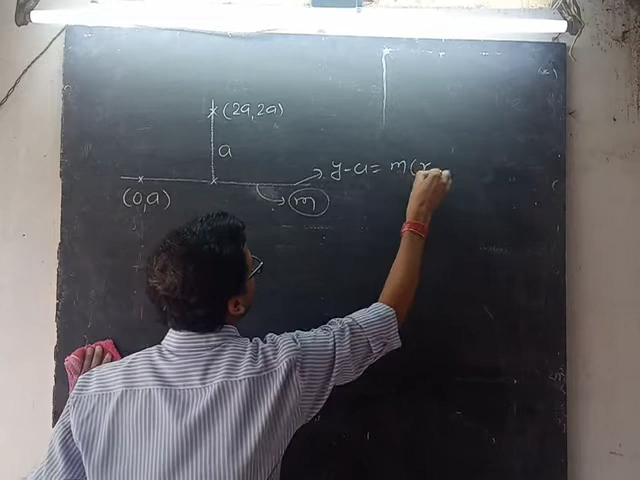 (2a, 2a)
a
y-a = m(x
(0,a)
m